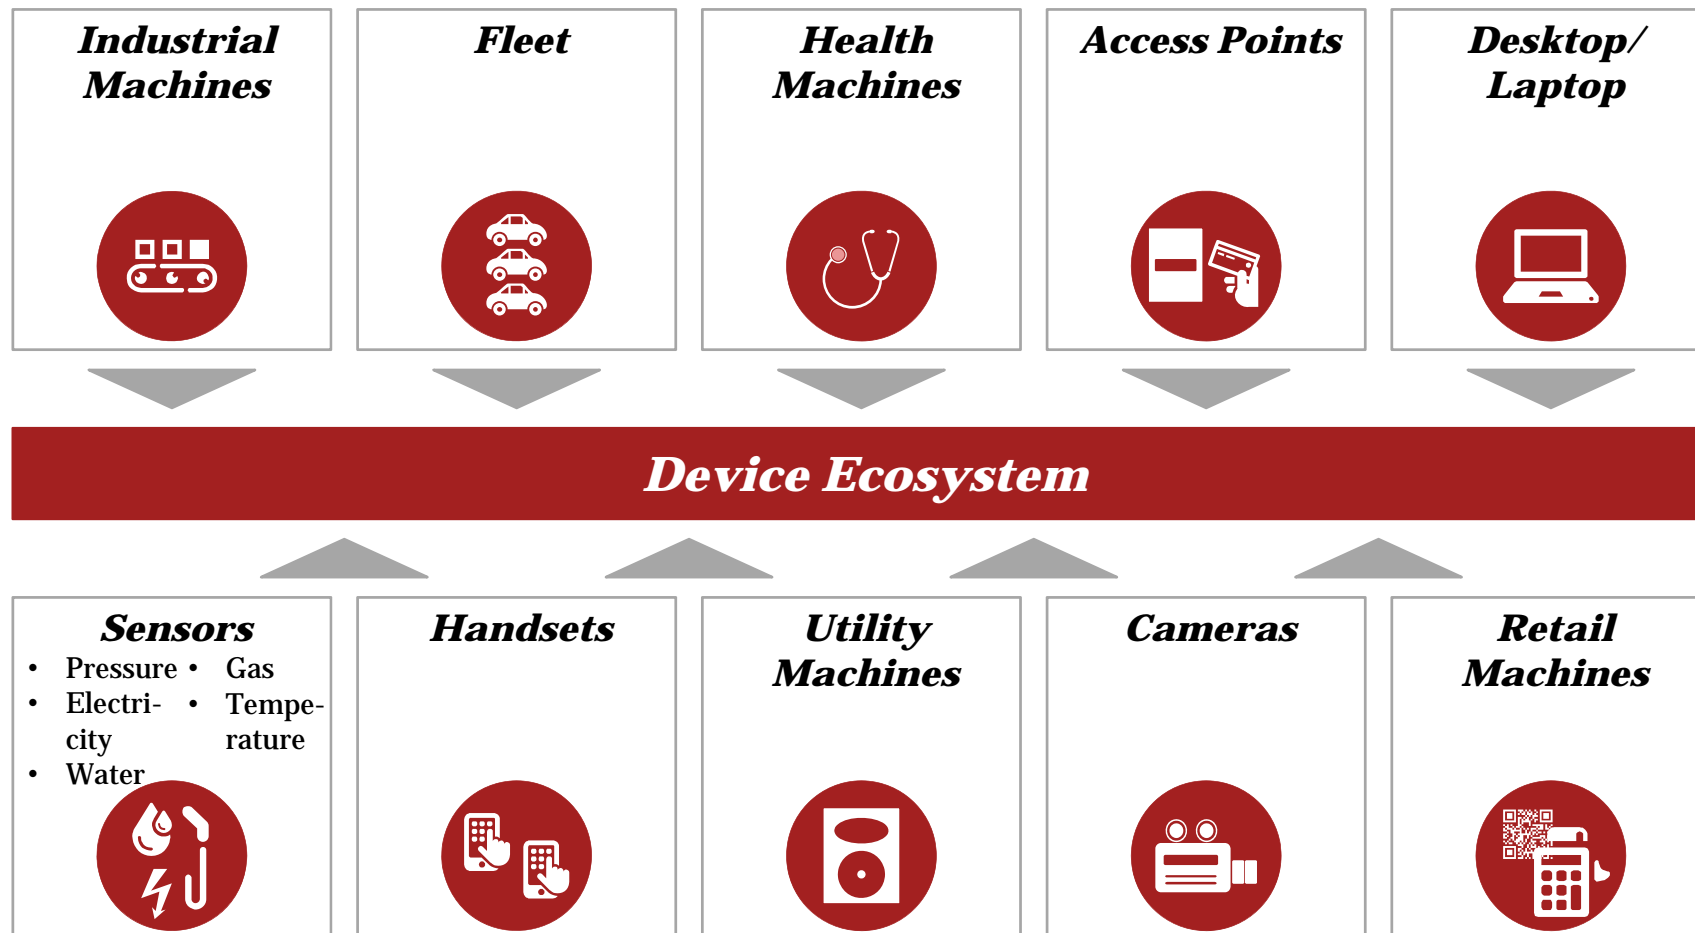 Industrial
Machines
Fleet
Health
Machines
Access Points
Desktop/
Laptop
Device Ecosystem
Sensors
• Pressure
• Electri-
city
• Water
• Gas
• Tempe-
rature
Handsets
Utility
Machines
Cameras
Retail
Machines